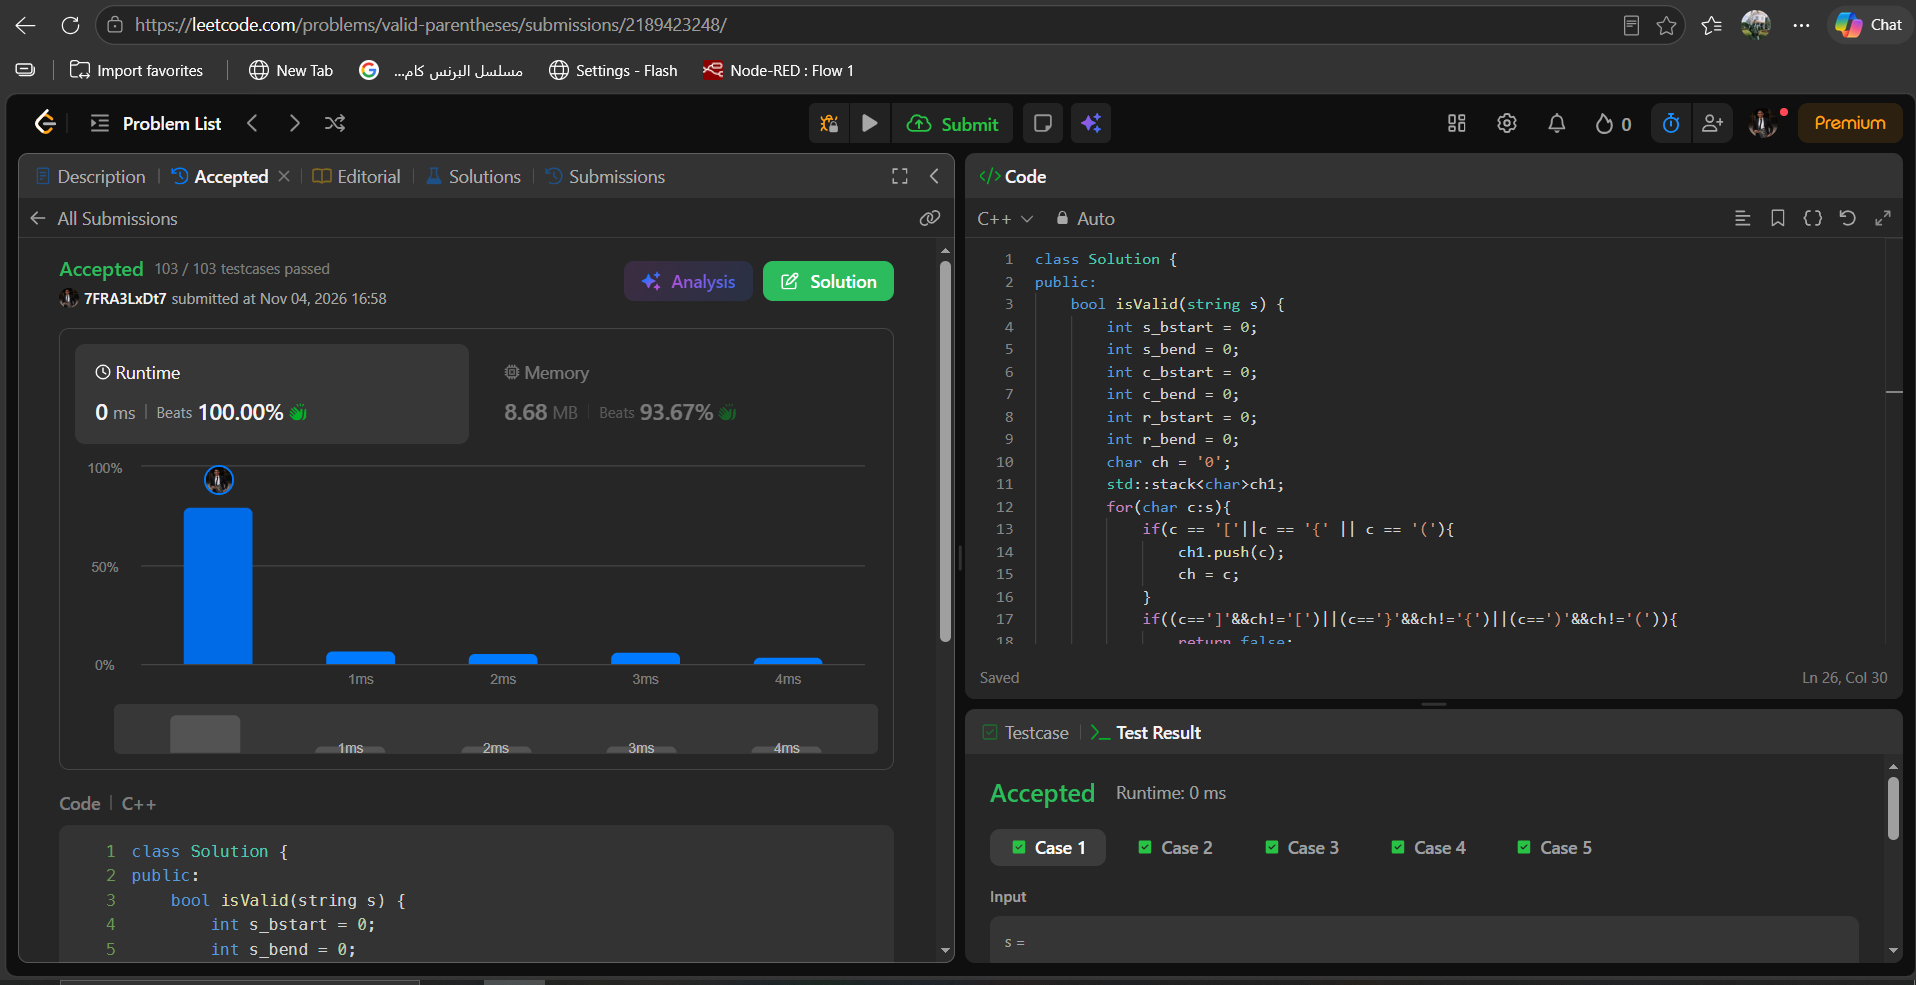 https://leetcode.com/problems/valid-parentheses/submissions/2189423248/
Chat
Import favorites
New Tab
مسلسل البرنس كام...
Settings - Flash
Node-RED : Flow 1
Problem List
Submit
0
Premium
Description
Accepted
Editorial
Solutions
Submissions
All Submissions
Accepted 103 / 103 testcases passed
7FRA3LxDt7 submitted at Nov 04, 2026 16:58
Analysis
Solution
Runtime
0 ms | Beats 100.00%
Memory
8.68 MB | Beats 93.67%
100%
50%
0%
1ms 2ms 3ms 4ms
1ms 2ms 3ms 4ms
Code | C++
1 class Solution {
2 public:
3 bool isValid(string s) {
4 int s_bstart = 0;
5 int s_bend = 0;
</> Code
C++
Auto
1 class Solution {
2 public:
3 bool isValid(string s) {
4 int s_bstart = 0;
5 int s_bend = 0;
6 int c_bstart = 0;
7 int c_bend = 0;
8 int r_bstart = 0;
9 int r_bend = 0;
10 char ch = '0';
11 std::stack<char>ch1;
12 for(char c:s){
13 if(c == '['||c == '{' || c == '('){
14 ch1.push(c);
15 ch = c;
16 }
17 if((c==']'&&ch!='[')||(c=='}'&&ch!='{')||(c==')'&&ch!='(')){
18 return false;
Saved
Ln 26, Col 30
Testcase
Test Result
Accepted Runtime: 0 ms
Case 1
Case 2
Case 3
Case 4
Case 5
Input
s =